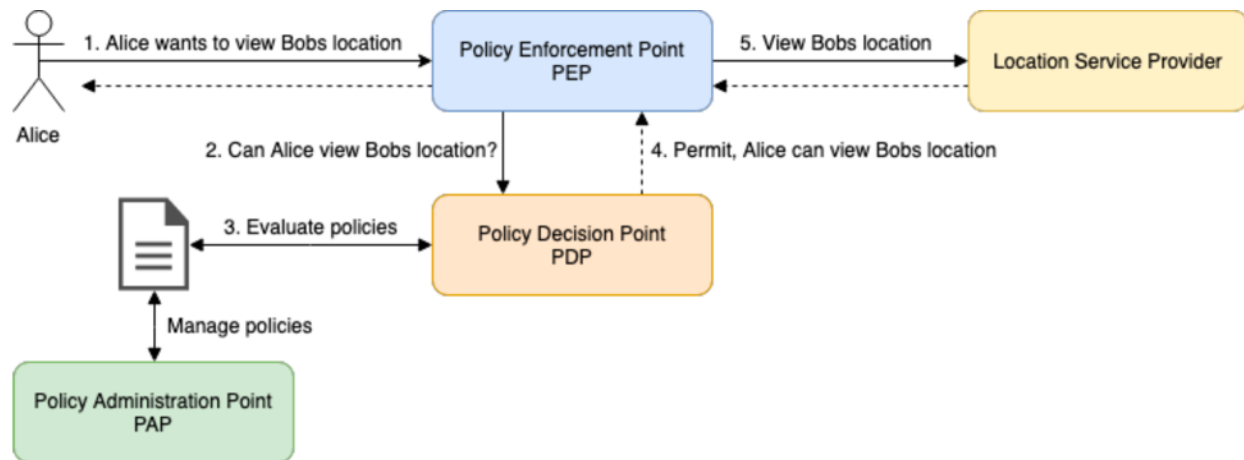 1. Alice wants to view Bobs location
Policy Enforcement Point
PEP
5. View Bobs location
Location Service Provider
Alice
2. Can Alice view Bobs location?
4. Permit, Alice can view Bobs location
3. Evaluate policies
Policy Decision Point
PDP
Manage policies
Policy Administration Point
PAP